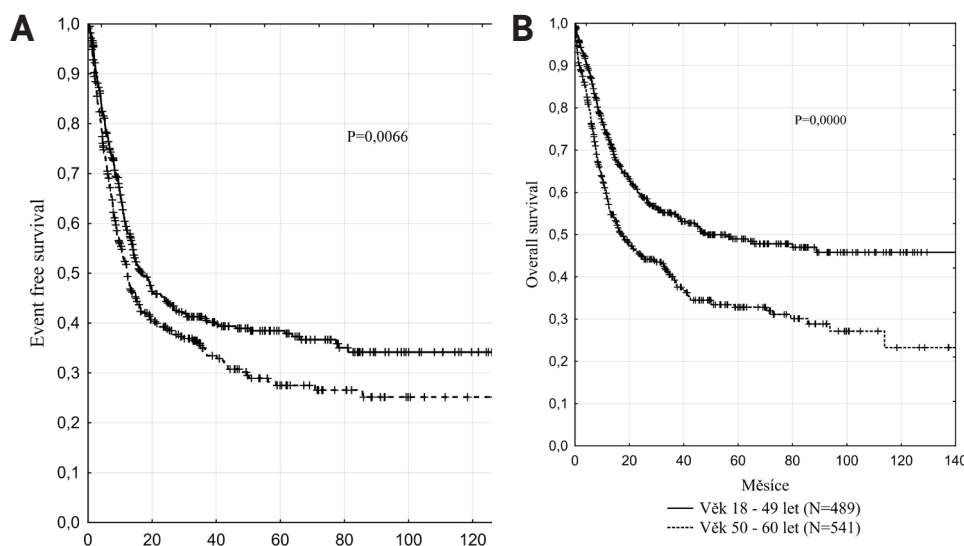 A
1,0
0,9
0,8
0,7
0,6
0,5
0,4
0,3
0,2
0,1
0,0
Event free survival
P=0,0066
0 20 40 60 80 100 120
B
1,0
0,9
0,8
0,7
0,6
0,5
0,4
0,3
0,2
0,1
0,0
Overall survival
P=0,0000
0 20 40 60 80 100 120 140
Měsíce
Věk 18 - 49 let (N=489)
Věk 50 - 60 let (N=541)